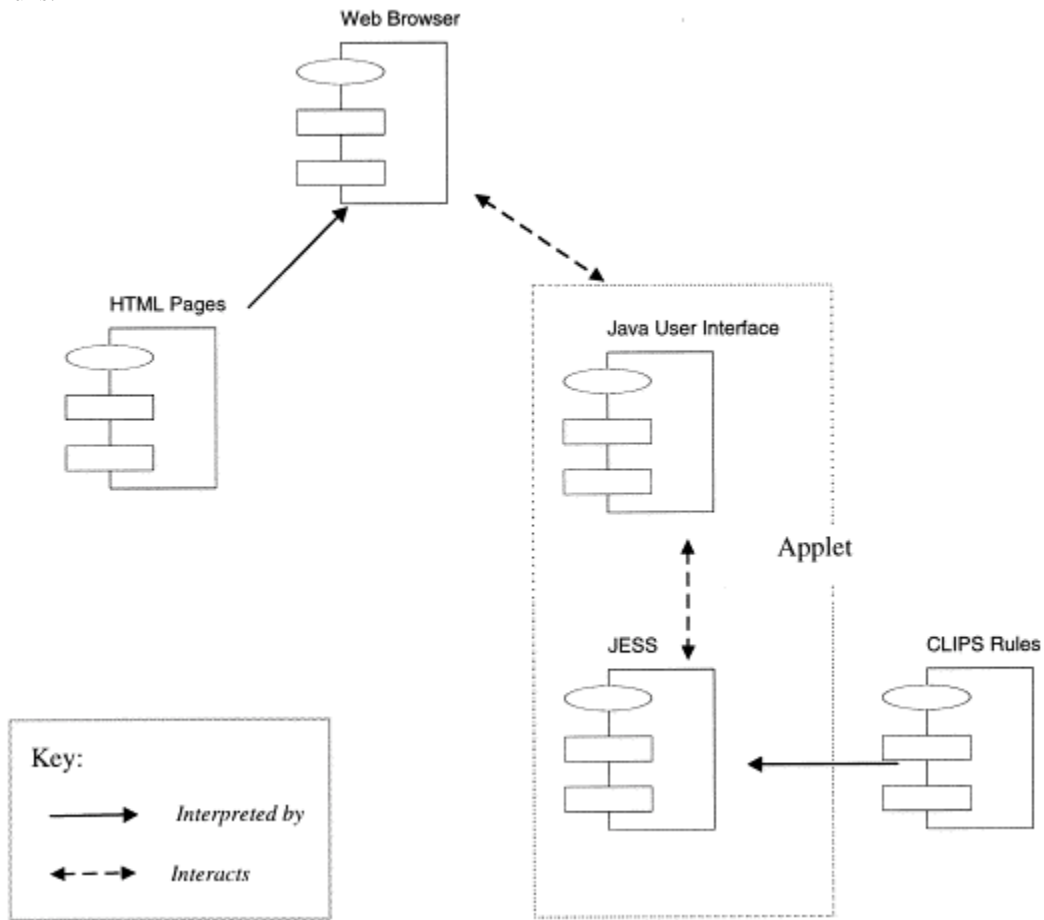 Web Browser
HTML Pages
Java User Interface
Applet
JESS
CLIPS Rules
Key:
Interpreted by
Interacts